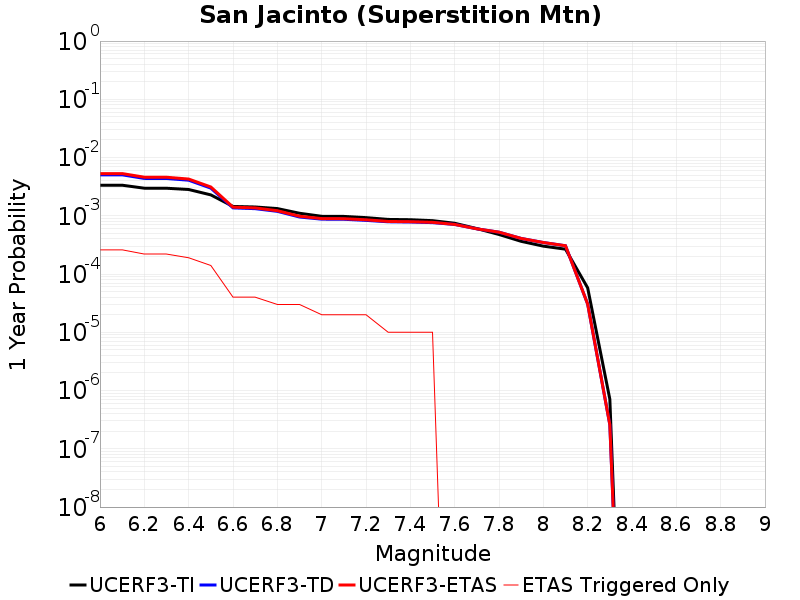 San Jacinto (Superstition Mtn)
10^0
10^-1
10^-2
10^-3
10^-4
10^-5
10^-6
10^-7
10^-8
1 Year Probability
6 6.2 6.4 6.6 6.8 7 7.2 7.4 7.6 7.8 8 8.2 8.4 8.6 8.8 9
Magnitude
UCERF3-TI UCERF3-TD UCERF3-ETAS ETAS Triggered Only